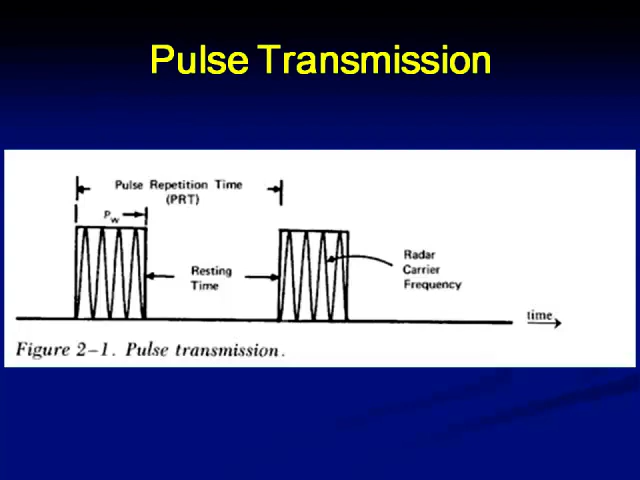 Pulse Transmission
Pulse Repetition Time
(PRT)
Pw
Resting
Time
Radar
Carrier
Frequency
time
Figure 2-1. Pulse transmission.